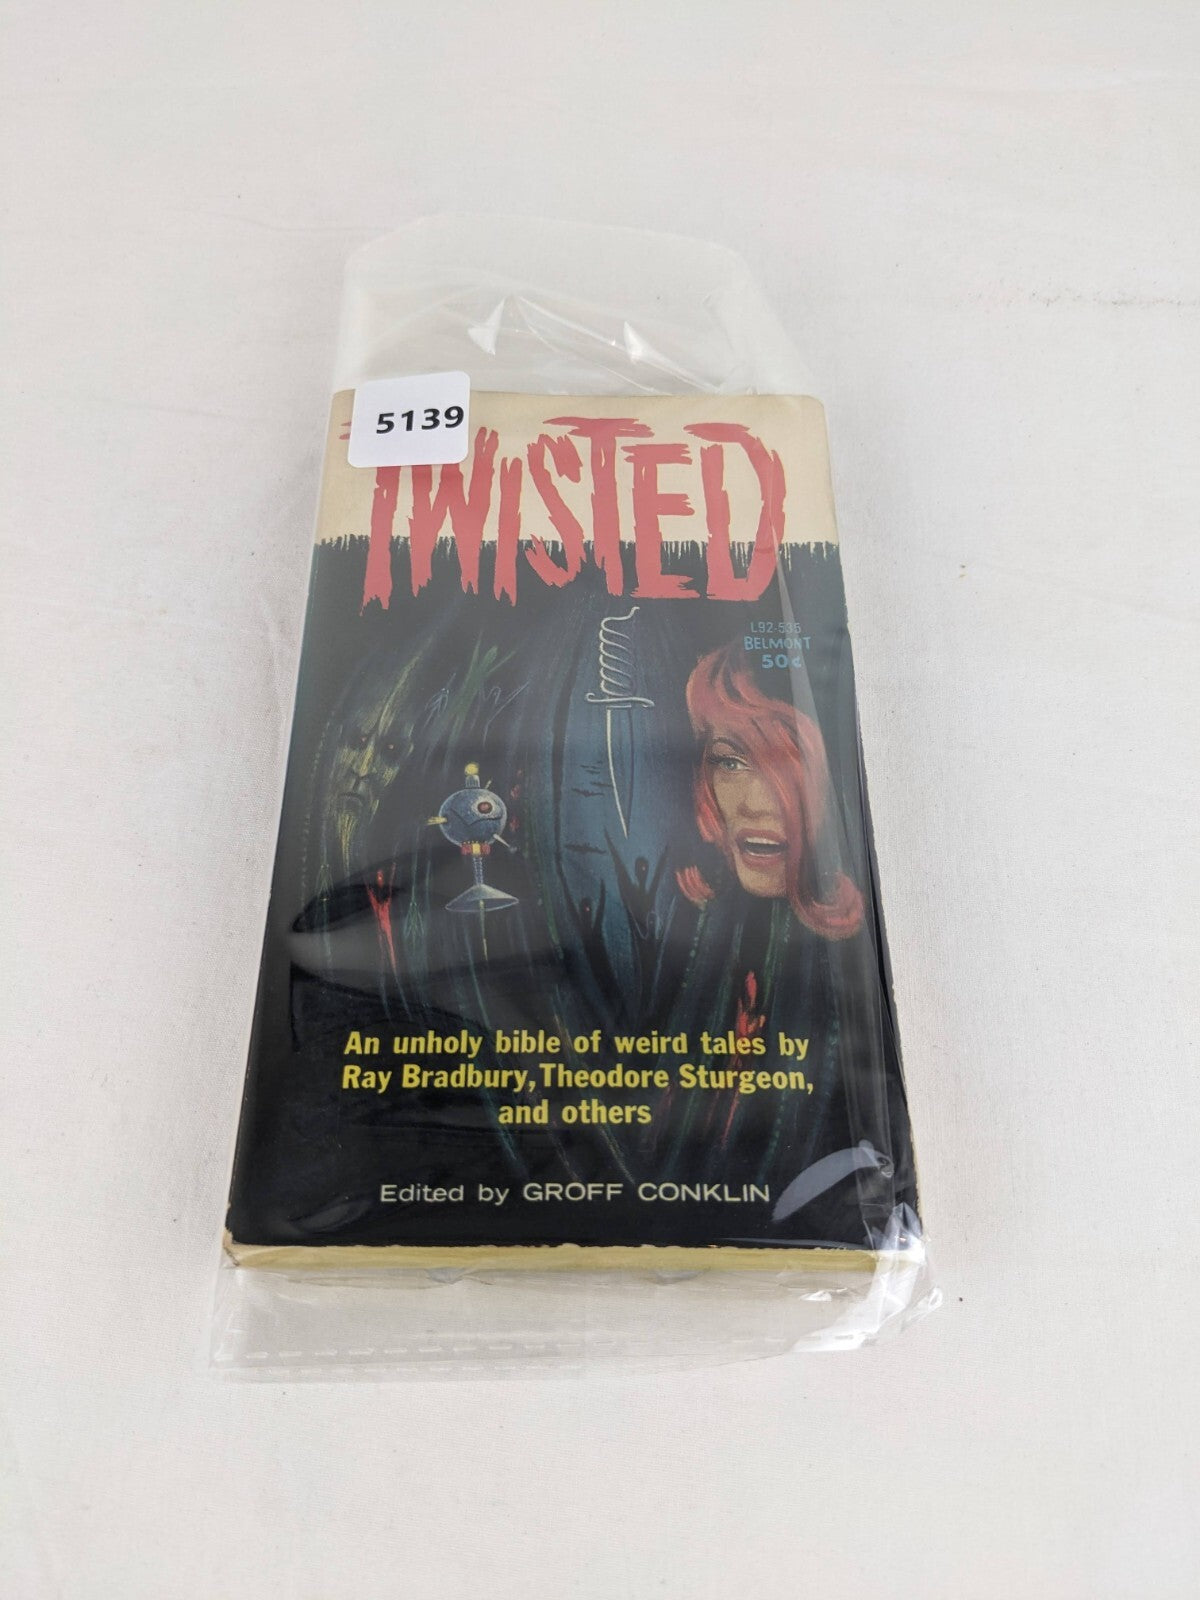 5139
TWISTED
L92-535
BELMONT
50¢
An unholy bible of weird tales by
Ray Bradbury, Theodore Sturgeon,
and others
Edited by GROFF CONKLIN